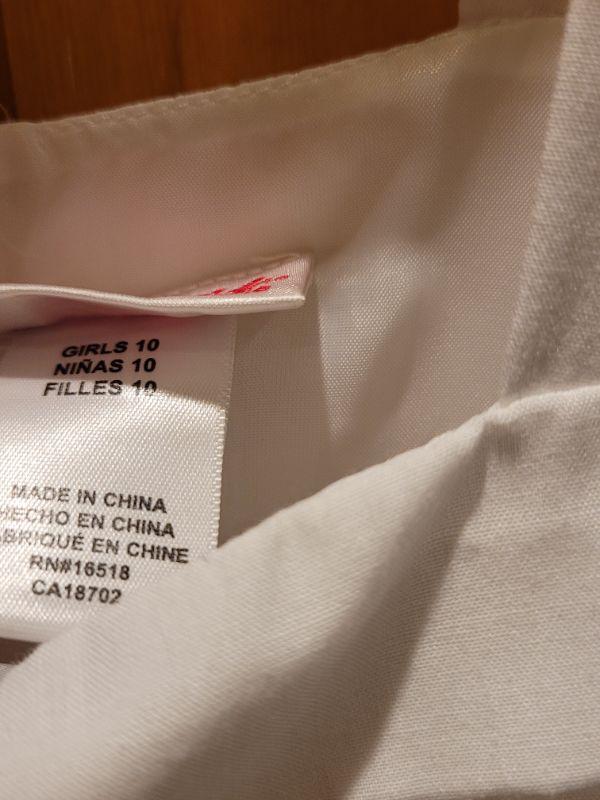 GIRLS 10
NIÑAS 10
FILLES 10
MADE IN CHINA
HECHO EN CHINA
ABRIQUÉ EN CHINE
RN#16518
CA18702